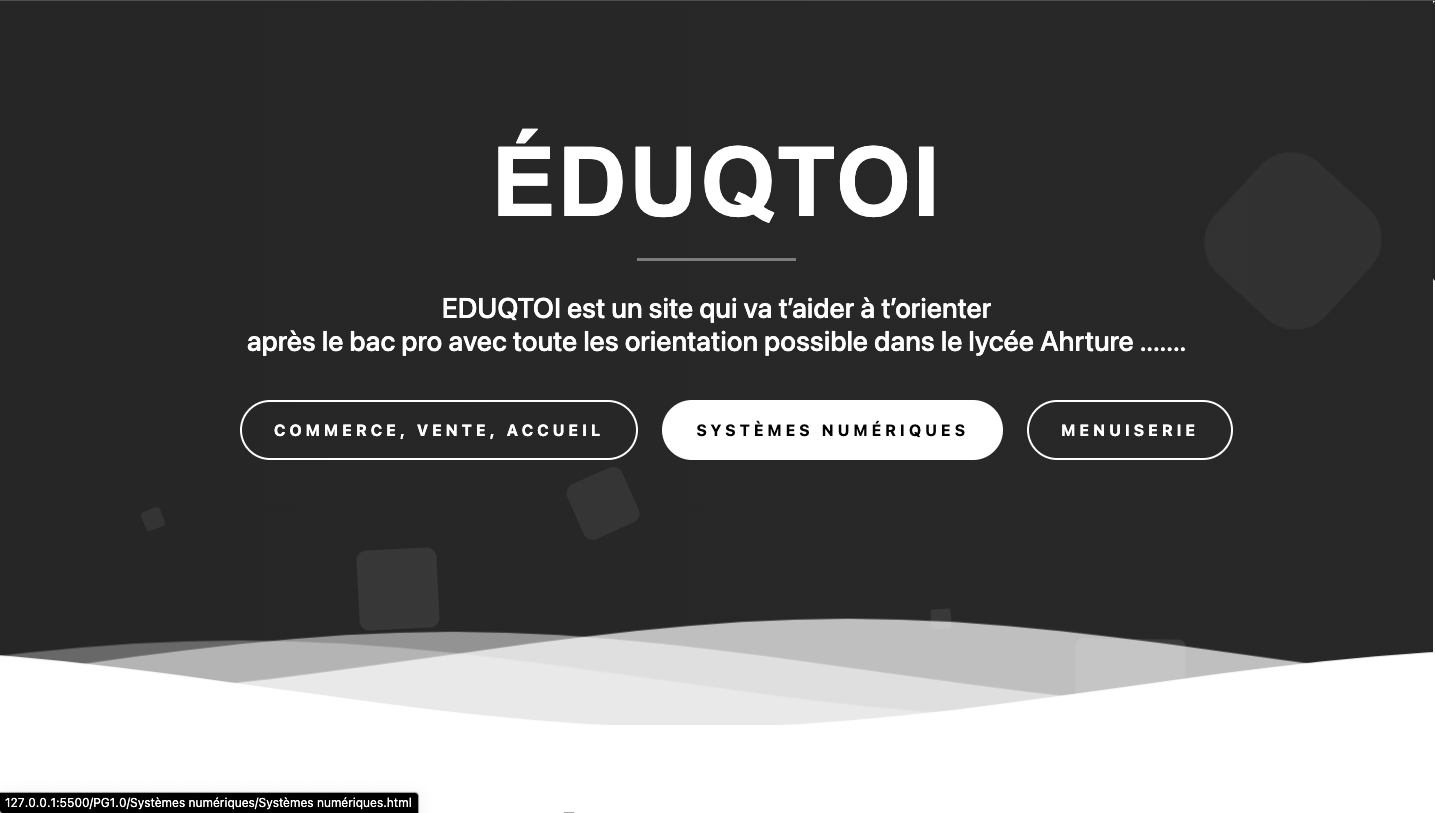 ÉDUQTOI
EDUQTOI est un site qui va t’aider à t’orienter
après le bac pro avec toute les orientation possible dans le lycée Ahrture .......
COMMERCE, VENTE, ACCUEIL
SYSTÈMES NUMÉRIQUES
MENUISERIE
127.0.0.1:5500/PG1.0/Systèmes numériques/Systèmes numériques.html